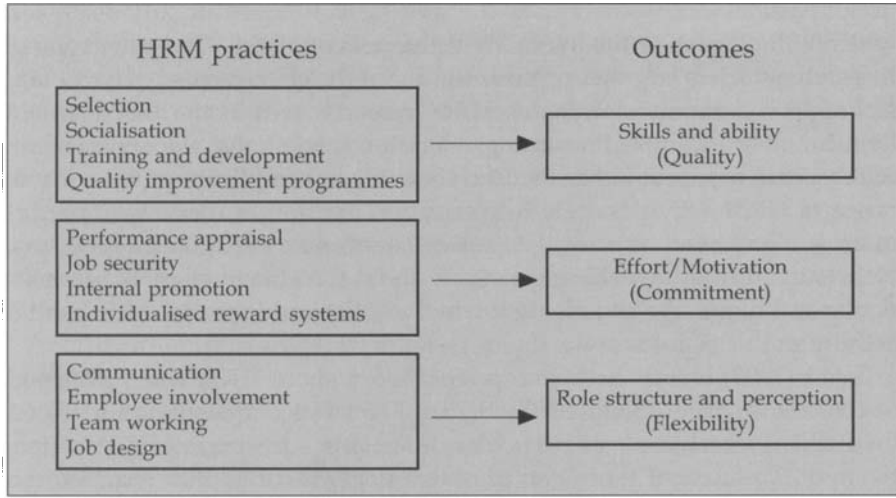 HRM practices
Outcomes
Selection
Socialisation
Training and development
Quality improvement programmes
Skills and ability
(Quality)
Performance appraisal
Job security
Internal promotion
Individualised reward systems
Effort/Motivation
(Commitment)
Communication
Employee involvement
Team working
Job design
Role structure and perception
(Flexibility)